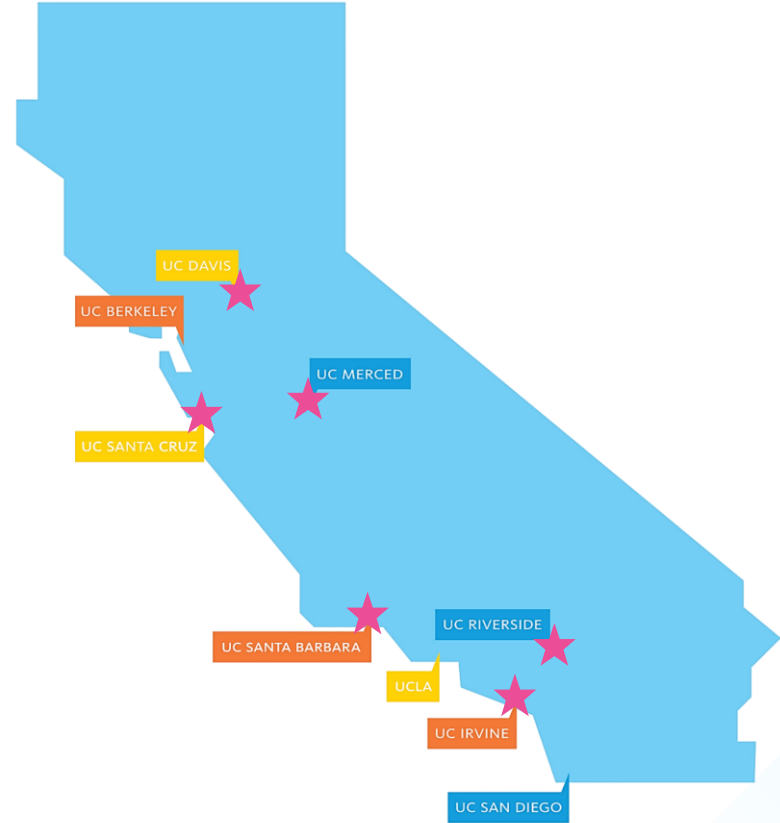 UC DAVIS
UC BERKELEY
UC MERCED
UC SANTA CRUZ
UC RIVERSIDE
UC SANTA BARBARA
UCLA
UC IRVINE
UC SAN DIEGO